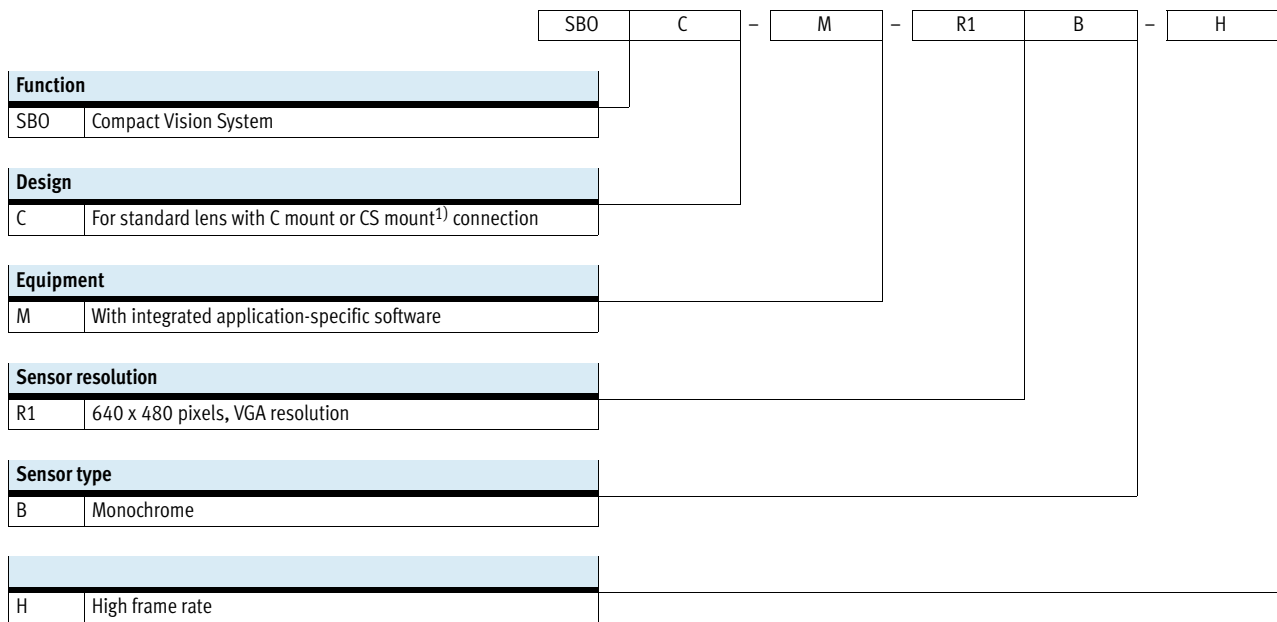 SBO C – M – R1 B – H
Function
SBO Compact Vision System
Design
C For standard lens with C mount or CS mount1) connection
Equipment
M With integrated application-specific software
Sensor resolution
R1 640 x 480 pixels, VGA resolution
Sensor type
B Monochrome
H High frame rate